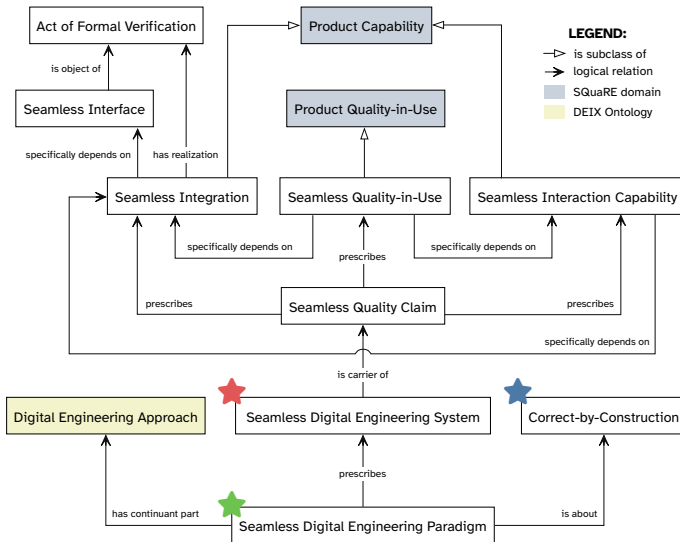 Act of Formal Verification
Product Capability
LEGEND:
is subclass of
logical relation
SQuaRE domain
DEIX Ontology
is object of
Seamless Interface
Product Quality-in-Use
specifically depends on
has realization
Seamless Integration
Seamless Quality-in-Use
Seamless Interaction Capability
specifically depends on
specifically depends on
prescribes
prescribes
Seamless Quality Claim
prescribes
specifically depends on
is carrier of
Digital Engineering Approach
Seamless Digital Engineering System
Correct-by-Construction
prescribes
has continuant part
Seamless Digital Engineering Paradigm
is about